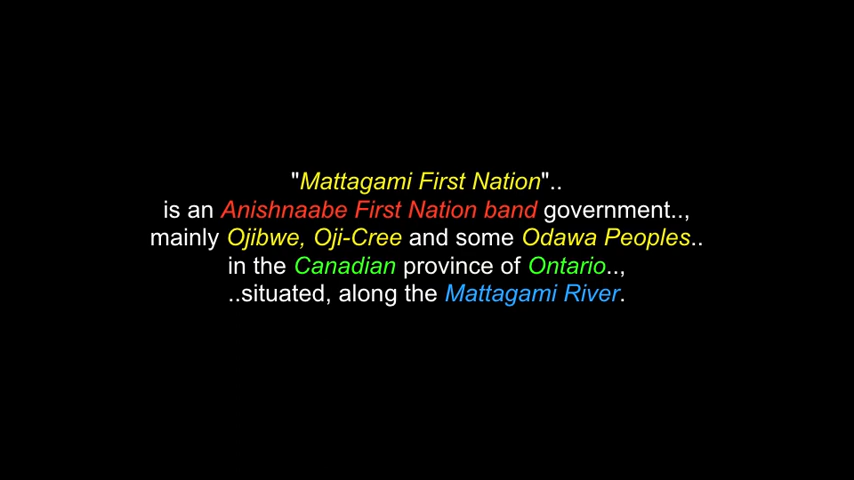 "Mattagami First Nation"..
is an Anishnaabe First Nation band government..,
mainly Ojibwe, Oji-Cree and some Odawa Peoples..
in the Canadian province of Ontario..,
..situated, along the Mattagami River.